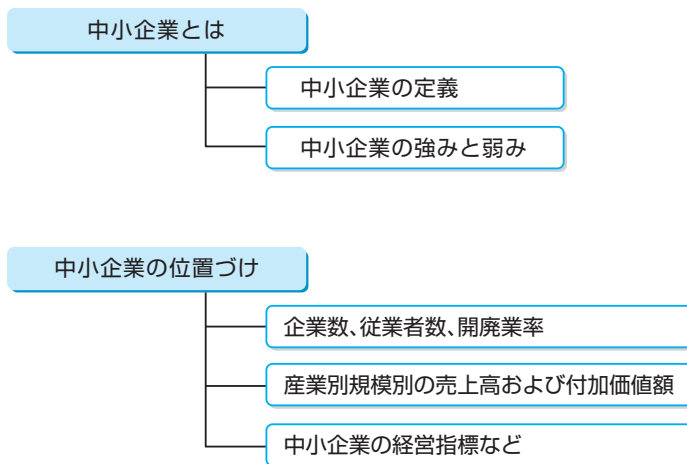 中小企業とは
中小企業の定義
中小企業の強みと弱み
中小企業の位置づけ
企業数、従業者数、開廃業率
産業別規模別の売上高および付加価値額
中小企業の経営指標など